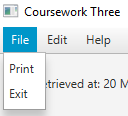 Coursework Three
File Edit Help
Print
etrieved at: 20 M
Exit